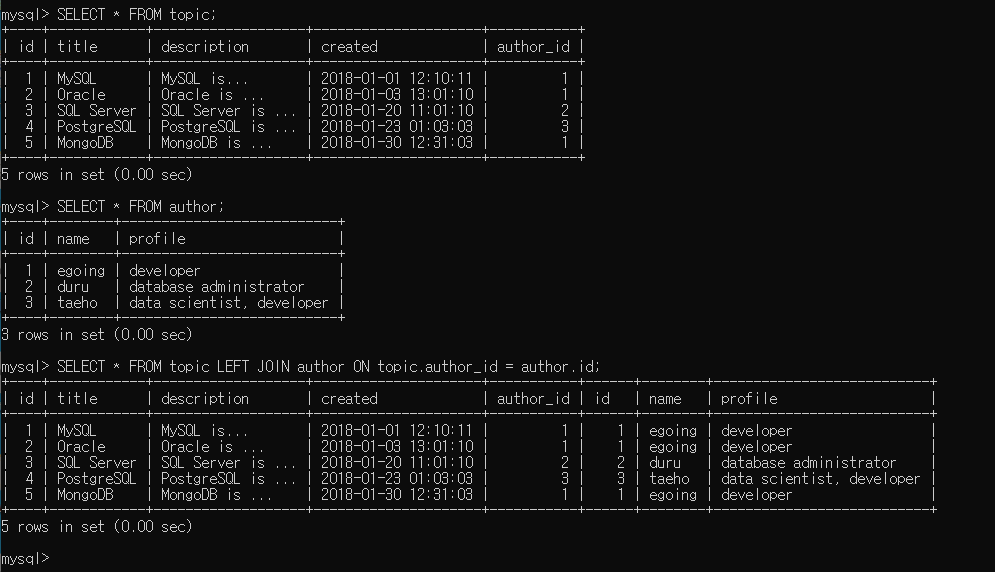 mysql> SELECT * FROM topic;
+----+------------+-------------------+---------------------+-----------+
| id | title      | description       | created             | author_id |
+----+------------+-------------------+---------------------+-----------+
|  1 | MySQL      | MySQL is...       | 2018-01-01 12:10:11 |         1 |
|  2 | Oracle     | Oracle is ...     | 2018-01-03 13:01:10 |         1 |
|  3 | SQL Server | SQL Server is ... | 2018-01-20 11:01:10 |         2 |
|  4 | PostgreSQL | PostgreSQL is ... | 2018-01-23 01:03:03 |         3 |
|  5 | MongoDB    | MongoDB is ...    | 2018-01-30 12:31:03 |         1 |
+----+------------+-------------------+---------------------+-----------+
5 rows in set (0.00 sec)
mysql> SELECT * FROM author;
+----+--------+---------------------------+
| id | name   | profile                   |
+----+--------+---------------------------+
|  1 | egoing | developer                 |
|  2 | duru   | database administrator    |
|  3 | taeho  | data scientist, developer |
+----+--------+---------------------------+
3 rows in set (0.00 sec)
mysql> SELECT * FROM topic LEFT JOIN author ON topic.author_id = author.id;
+----+------------+-------------------+---------------------+-----------+------+--------+---------------------------+
| id | title      | description       | created             | author_id | id   | name   | profile                   |
+----+------------+-------------------+---------------------+-----------+------+--------+---------------------------+
|  1 | MySQL      | MySQL is...       | 2018-01-01 12:10:11 |         1 |    1 | egoing | developer                 |
|  2 | Oracle     | Oracle is ...     | 2018-01-03 13:01:10 |         1 |    1 | egoing | developer                 |
|  3 | SQL Server | SQL Server is ... | 2018-01-20 11:01:10 |         2 |    2 | duru   | database administrator    |
|  4 | PostgreSQL | PostgreSQL is ... | 2018-01-23 01:03:03 |         3 |    3 | taeho  | data scientist, developer |
|  5 | MongoDB    | MongoDB is ...    | 2018-01-30 12:31:03 |         1 |    1 | egoing | developer                 |
+----+------------+-------------------+---------------------+-----------+------+--------+---------------------------+
5 rows in set (0.00 sec)
mysql>